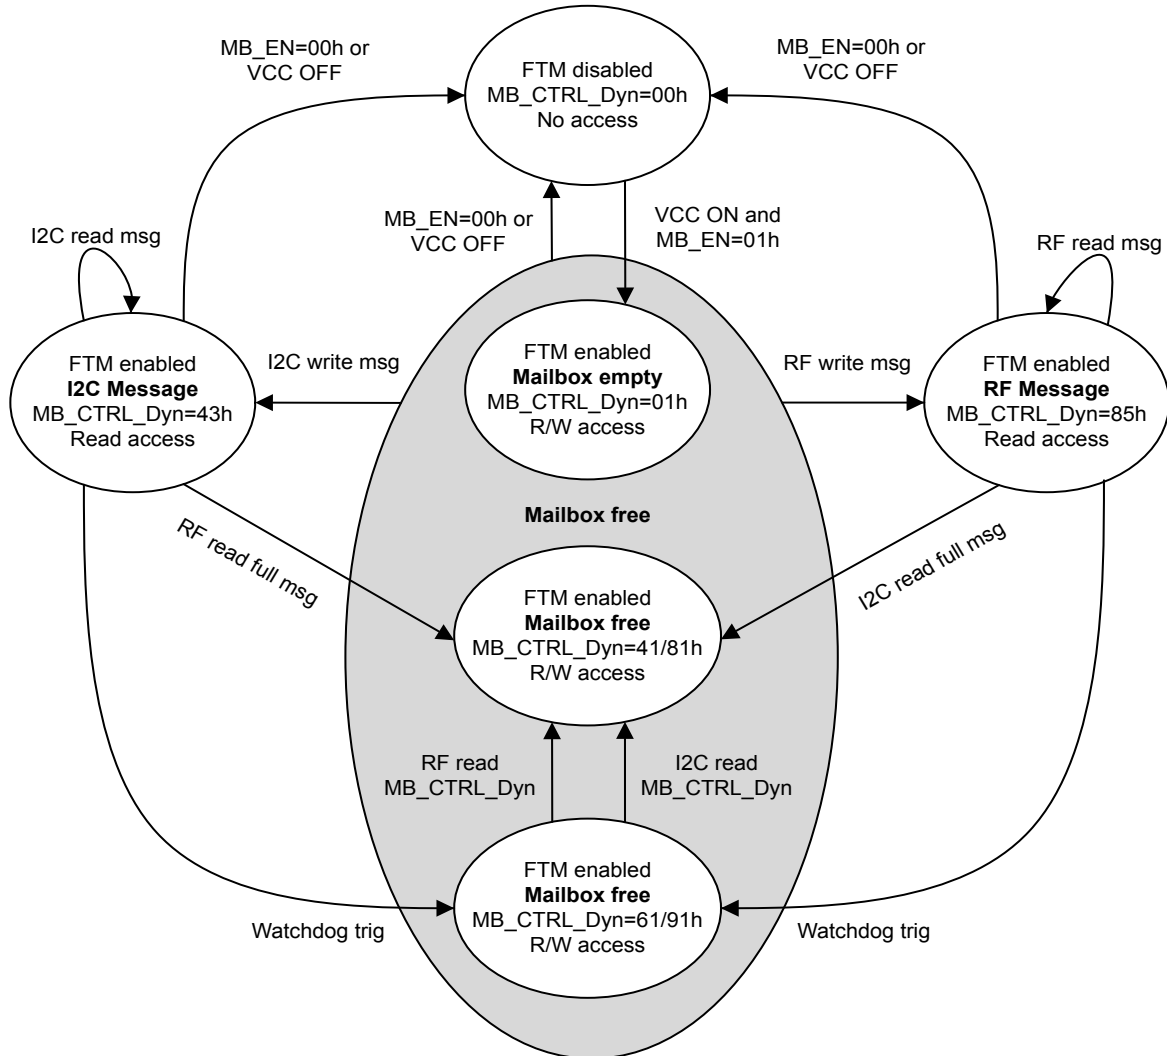 MB_EN=00h or
VCC OFF
FTM disabled
MB_CTRL_Dyn=00h
No access
MB_EN=00h or
VCC OFF
MB_EN=00h or
VCC OFF
VCC ON and
MB_EN=01h
I2C read msg
RF read msg
FTM enabled
I2C Message
MB_CTRL_Dyn=43h
Read access
I2C write msg
FTM enabled
Mailbox empty
MB_CTRL_Dyn=01h
R/W access
RF write msg
FTM enabled
RF Message
MB_CTRL_Dyn=85h
Read access
Mailbox free
RF read full msg
I2C read full msg
FTM enabled
Mailbox free
MB_CTRL_Dyn=41/81h
R/W access
RF read
MB_CTRL_Dyn
I2C read
MB_CTRL_Dyn
FTM enabled
Mailbox free
MB_CTRL_Dyn=61/91h
R/W access
Watchdog trig
Watchdog trig